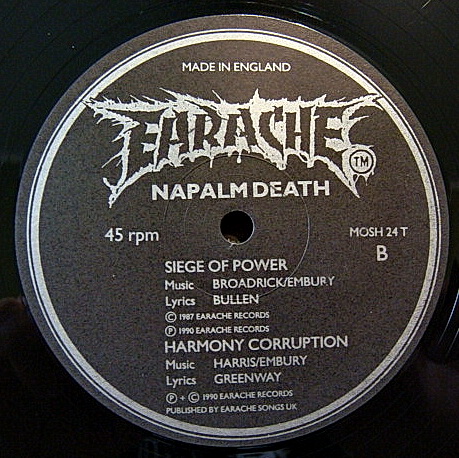 MADE IN ENGLAND
EARACHE TM
NAPALM DEATH
45 rpm
MOSH 24 T
B
SIEGE OF POWER
Music BROADRICK/EMBURY
Lyrics BULLEN
© 1987 EARACHE RECORDS
℗ 1990 EARACHE RECORDS
HARMONY CORRUPTION
Music HARRIS/EMBURY
Lyrics GREENWAY
℗ + © 1990 EARACHE RECORDS
PUBLISHED BY EARACHE SONGS UK